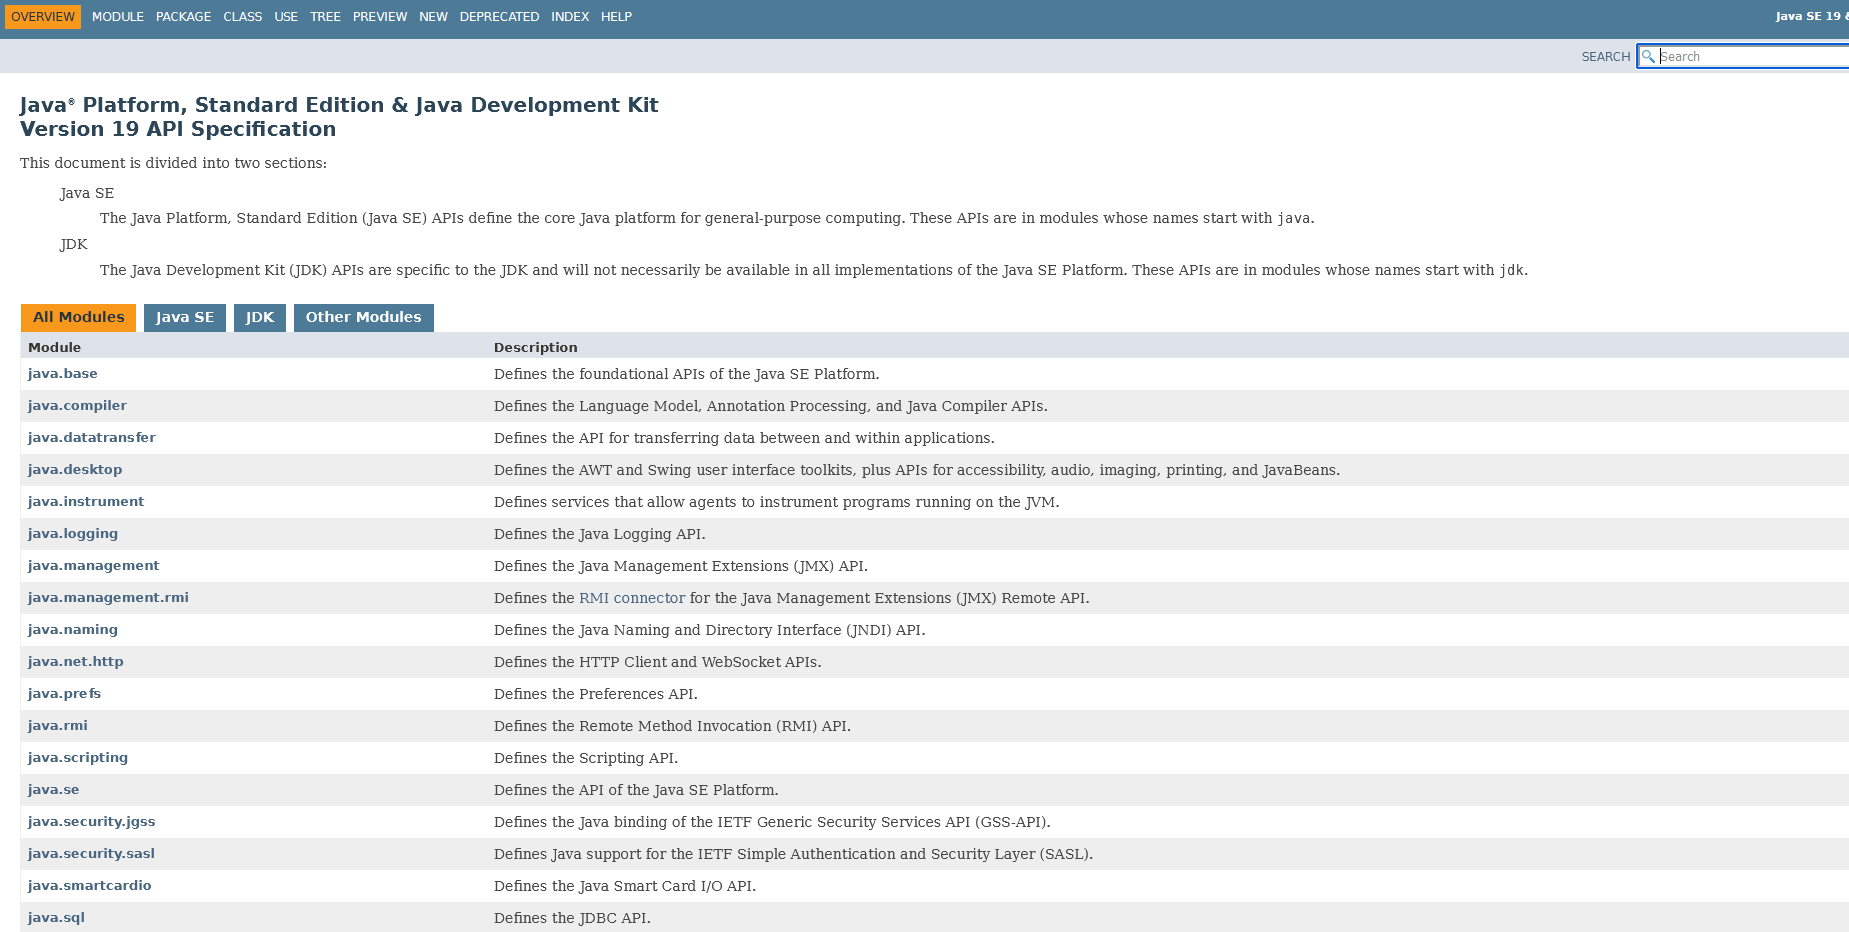 OVERVIEW MODULE PACKAGE CLASS USE TREE PREVIEW NEW DEPRECATED INDEX HELP Java SE 19 &
SEARCH Search
Java® Platform, Standard Edition & Java Development Kit
Version 19 API Specification
This document is divided into two sections:
Java SE
The Java Platform, Standard Edition (Java SE) APIs define the core Java platform for general-purpose computing. These APIs are in modules whose names start with java.
JDK
The Java Development Kit (JDK) APIs are specific to the JDK and will not necessarily be available in all implementations of the Java SE Platform. These APIs are in modules whose names start with jdk.
All Modules Java SE JDK Other Modules
Module Description
java.base Defines the foundational APIs of the Java SE Platform.
java.compiler Defines the Language Model, Annotation Processing, and Java Compiler APIs.
java.datatransfer Defines the API for transferring data between and within applications.
java.desktop Defines the AWT and Swing user interface toolkits, plus APIs for accessibility, audio, imaging, printing, and JavaBeans.
java.instrument Defines services that allow agents to instrument programs running on the JVM.
java.logging Defines the Java Logging API.
java.management Defines the Java Management Extensions (JMX) API.
java.management.rmi Defines the RMI connector for the Java Management Extensions (JMX) Remote API.
java.naming Defines the Java Naming and Directory Interface (JNDI) API.
java.net.http Defines the HTTP Client and WebSocket APIs.
java.prefs Defines the Preferences API.
java.rmi Defines the Remote Method Invocation (RMI) API.
java.scripting Defines the Scripting API.
java.se Defines the API of the Java SE Platform.
java.security.jgss Defines the Java binding of the IETF Generic Security Services API (GSS-API).
java.security.sasl Defines Java support for the IETF Simple Authentication and Security Layer (SASL).
java.smartcardio Defines the Java Smart Card I/O API.
java.sql Defines the JDBC API.